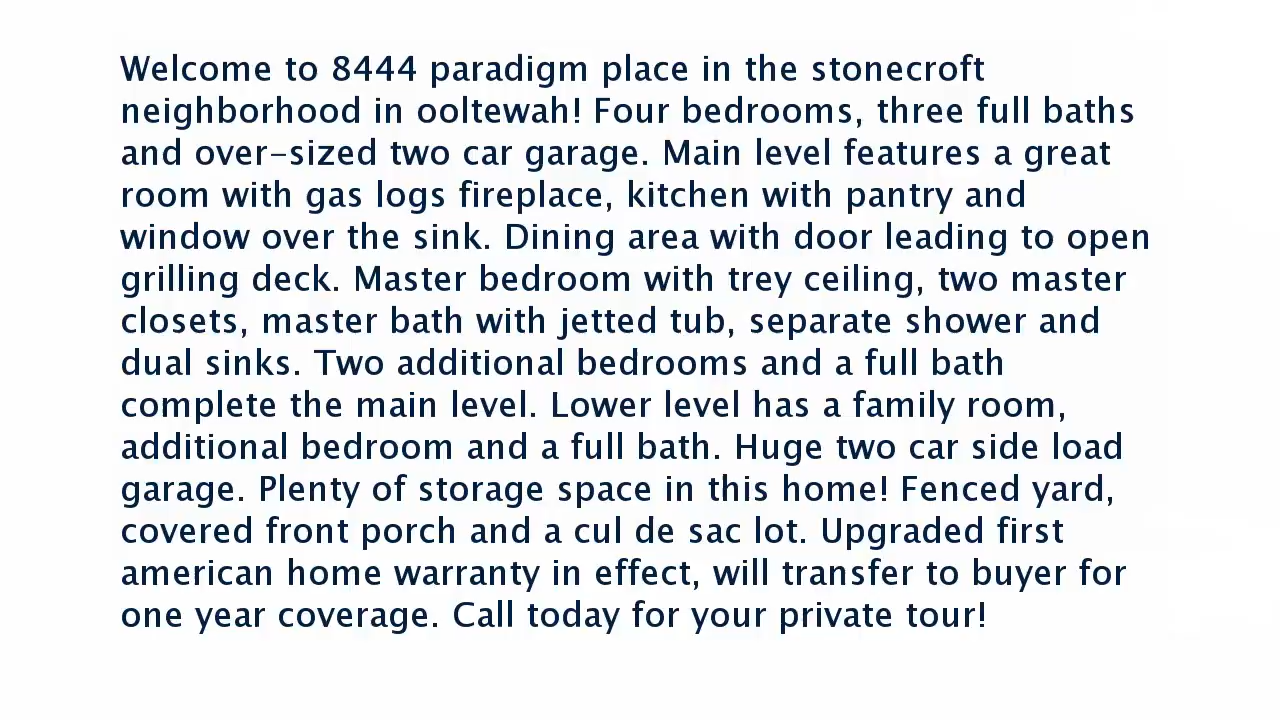 Welcome to 8444 paradigm place in the stonecroft
neighborhood in ooltewah! Four bedrooms, three full baths
and over-sized two car garage. Main level features a great
room with gas logs fireplace, kitchen with pantry and
window over the sink. Dining area with door leading to open
grilling deck. Master bedroom with trey ceiling, two master
closets, master bath with jetted tub, separate shower and
dual sinks. Two additional bedrooms and a full bath
complete the main level. Lower level has a family room,
additional bedroom and a full bath. Huge two car side load
garage. Plenty of storage space in this home! Fenced yard,
covered front porch and a cul de sac lot. Upgraded first
american home warranty in effect, will transfer to buyer for
one year coverage. Call today for your private tour!